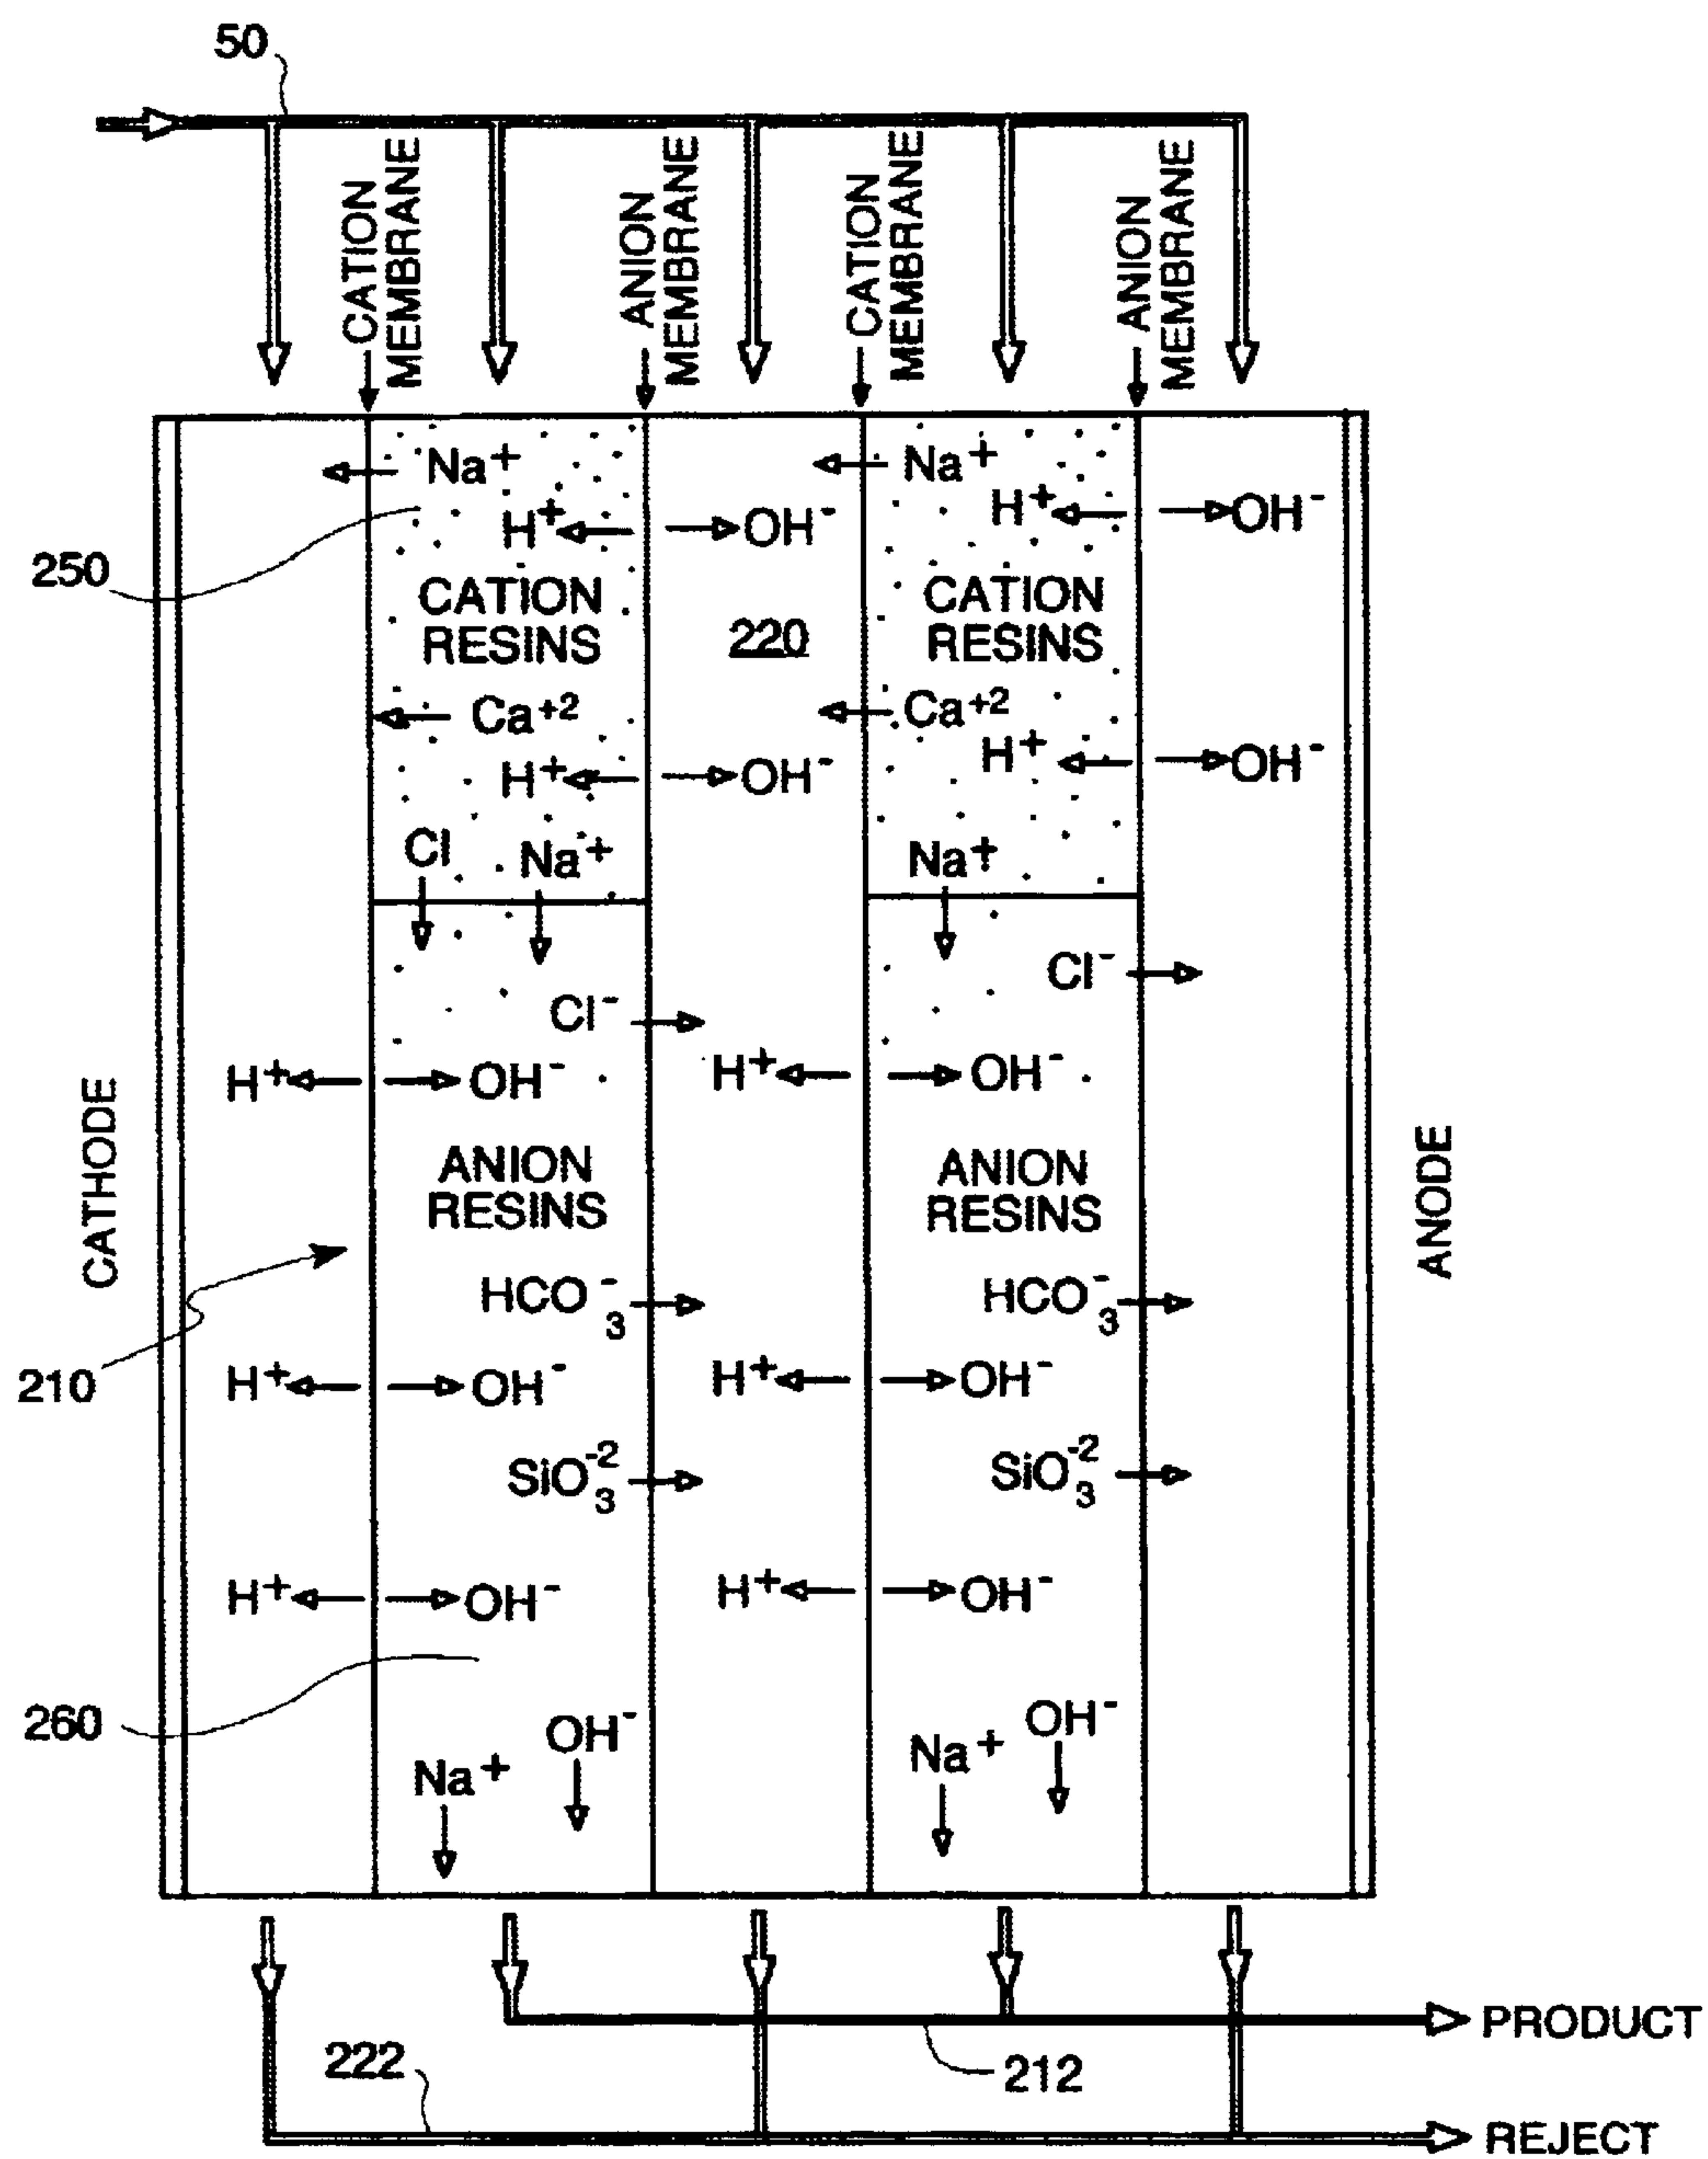 50
CATION
MEMBRANE
ANION
MEMBRANE
CATION
MEMBRANE
ANION
MEMBRANE
Na+
Na+
H+
OH-
H+
OH-
250
CATION
RESINS
220
CATION
RESINS
Ca+2
Ca+2
H+
OH-
H+
OH-
Cl
Na+
Na+
Cl-
Cl-
H+
OH-
H+
OH-
CATHODE
ANION
RESINS
ANION
RESINS
ANODE
HCO3-
HCO3-
210
H+
OH-
H+
OH-
SiO3-2
SiO3-2
H+
OH-
H+
OH-
260
OH-
OH-
Na+
Na+
PRODUCT
222
212
REJECT